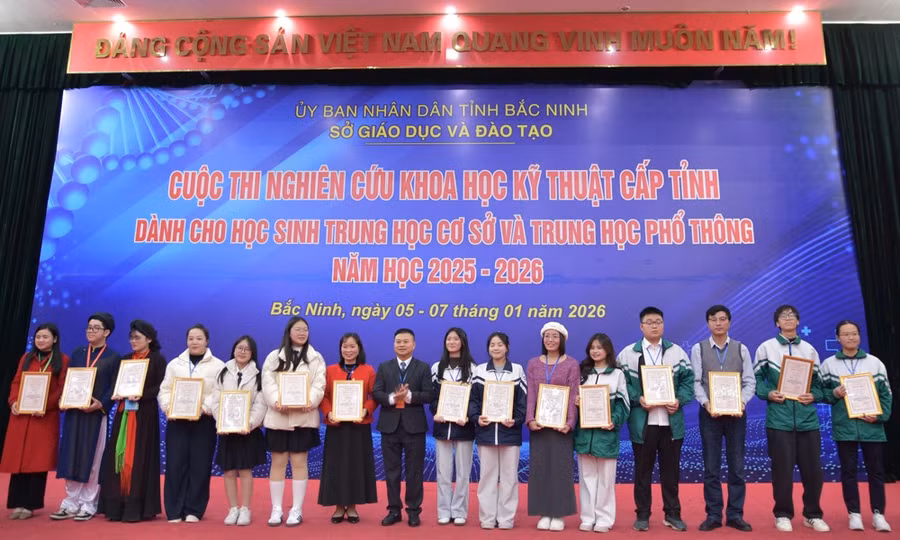 ĐẢNG CỘNG SẢN VIỆT NAM QUANG VINH MUÔN NĂM!
ỦY BAN NHÂN DÂN TỈNH BẮC NINH
SỞ GIÁO DỤC VÀ ĐÀO TẠO
CUỘC THI NGHIÊN CỨU KHOA HỌC KỸ THUẬT CẤP TỈNH
DÀNH CHO HỌC SINH TRUNG HỌC CƠ SỞ VÀ TRUNG HỌC PHỔ THÔNG
NĂM HỌC 2025 - 2026
Bắc Ninh, ngày 05 - 07 tháng 01 năm 2026